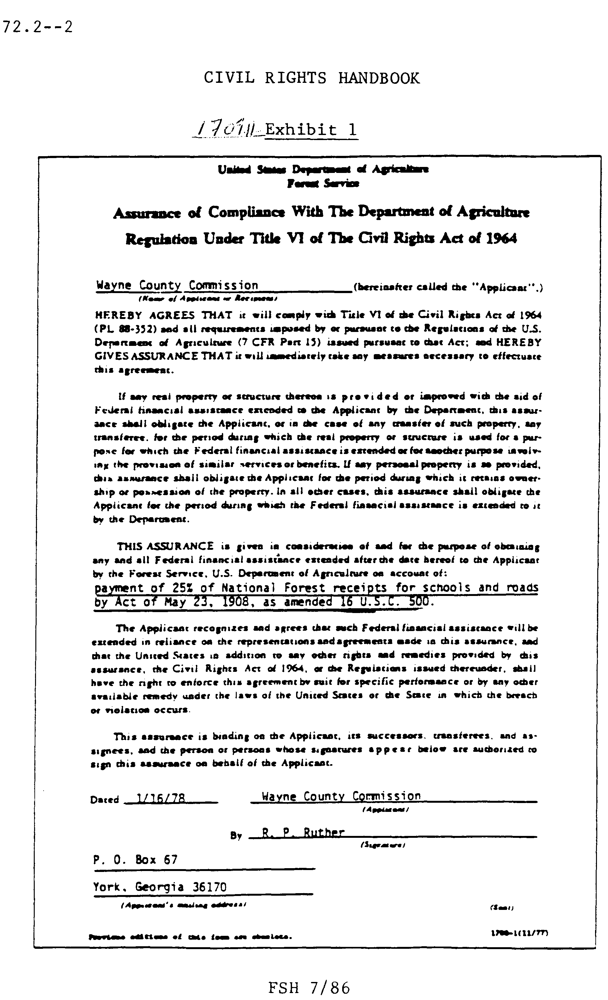 72.2--2
CIVIL RIGHTS HANDBOOK
Exhibit 1
United States Department of Agriculture
Forest Service
Assurance of Compliance With The Department of Agriculture
Regulation Under Title VI of The Civil Rights Act of 1964
Wayne County Commission (hereinafter called the "Applicant".)
(Name of Applicant or Recipient)
HEREBY AGREES THAT it will comply with Title VI of the Civil Rights Act of 1964
(PL 88-352) and all requirements imposed by or pursuant to the Regulations of the U.S.
Department of Agriculture (7 CFR Part 15) issued pursuant to that Act; and HEREBY
GIVES ASSURANCE THAT it will immediately take any measures necessary to effectuate
this agreement.
If any real property or structure thereon is provided or improved with the aid of
Federal financial assistance extended to the Applicant by the Department, this assur-
ance shall obligate the Applicant, or in the case of any transfer of such property, any
transferee, for the period during which the real property or structure is used for a pur-
pose for which the Federal financial assistance is extended or for another purpose involv-
ing the provision of similar services or benefits. If any personal property is so provided,
this assurance shall obligate the Applicant for the period during which it retains owner-
ship or possession of the property. In all other cases, this assurance shall obligate the
Applicant for the period during which the Federal financial assistance is extended to it
by the Department.
THIS ASSURANCE is given in consideration of and for the purpose of obtaining
any and all Federal financial assistance extended after the date hereof to the Applicant
by the Forest Service, U.S. Department of Agriculture on account of:
payment of 25% of National Forest receipts for schools and roads
by Act of May 23, 1908, as amended 16 U.S.C. 500.
The Applicant recognizes and agrees that such Federal financial assistance will be
extended in reliance on the representations and agreements made in this assurance, and
that the United States in addition to any other rights and remedies provided by this
assurance, the Civil Rights Act of 1964, or the Regulations issued thereunder, shall
have the right to enforce this agreement by suit for specific performance or by any other
available remedy under the laws of the United States or the State in which the breach
or violation occurs.
This assurance is binding on the Applicant, its successors, transferees, and as-
signees, and the person or persons whose signatures appear below are authorized to
sign this assurance on behalf of the Applicant.
Dated 1/16/78 Wayne County Commission
(Applicant)
By R. P. Ruther
(Signature)
P. O. Box 67
York, Georgia 36170
(Applicant's mailing address)
(Seal)
Previous editions of this form are obsolete.
1700-1(11/77)
FSH 7/86